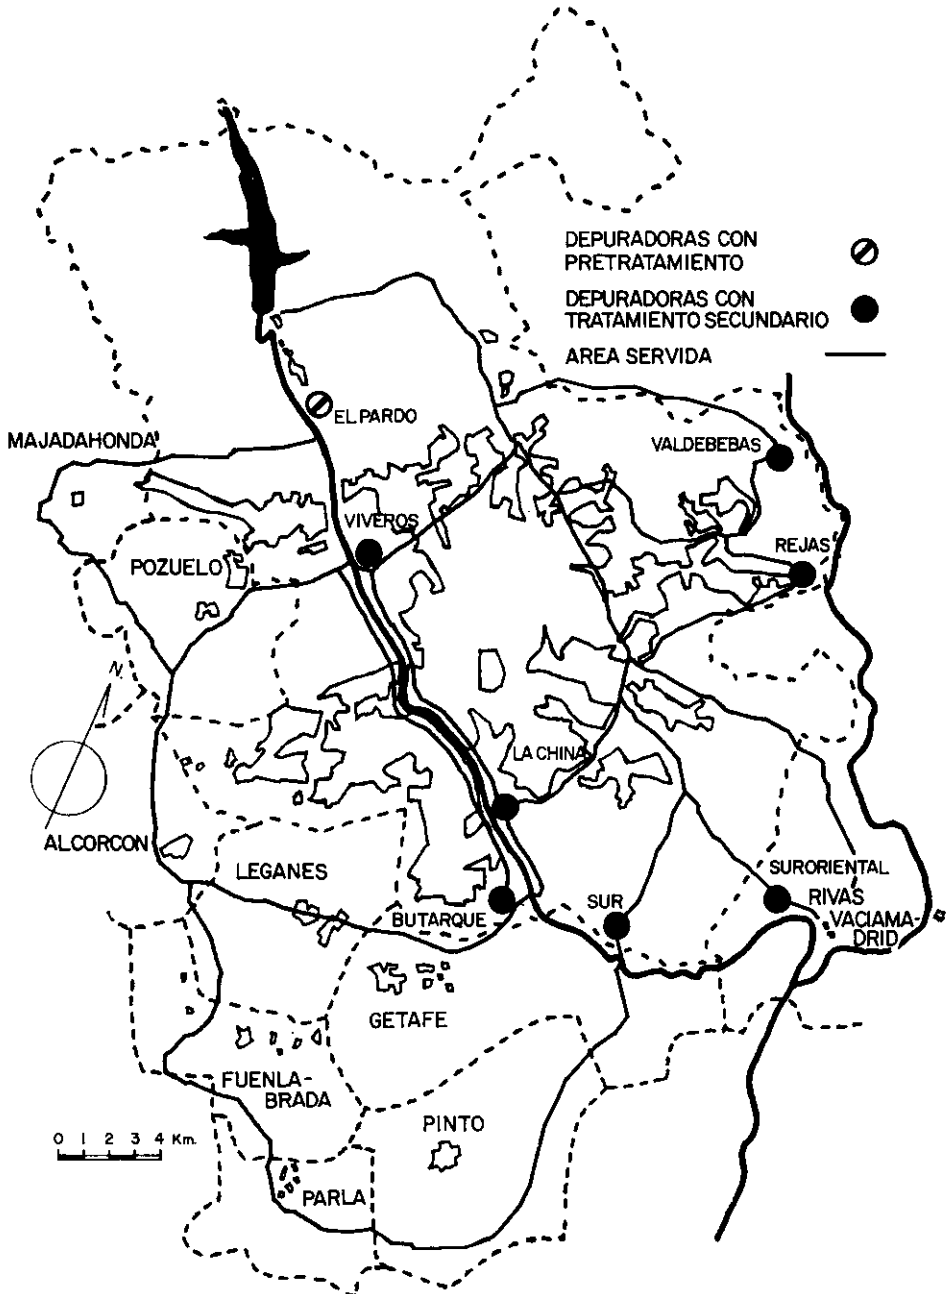 DEPURADORAS CON
PRETRATAMIENTO
DEPURADORAS CON
TRATAMIENTO SECUNDARIO
AREA SERVIDA
EL PARDO
MAJADAHONDA
VALDEBEBAS
VIVEROS
REJAS
POZUELO
N.
LA CHINA
ALCORCON
LEGANES
SURORIENTAL
BUTARQUE
SUR
RIVAS
VACIAMA-
DRID
GETAFE
FUENLA-
BRADA
PINTO
0 1 2 3 4 Km.
PARLA